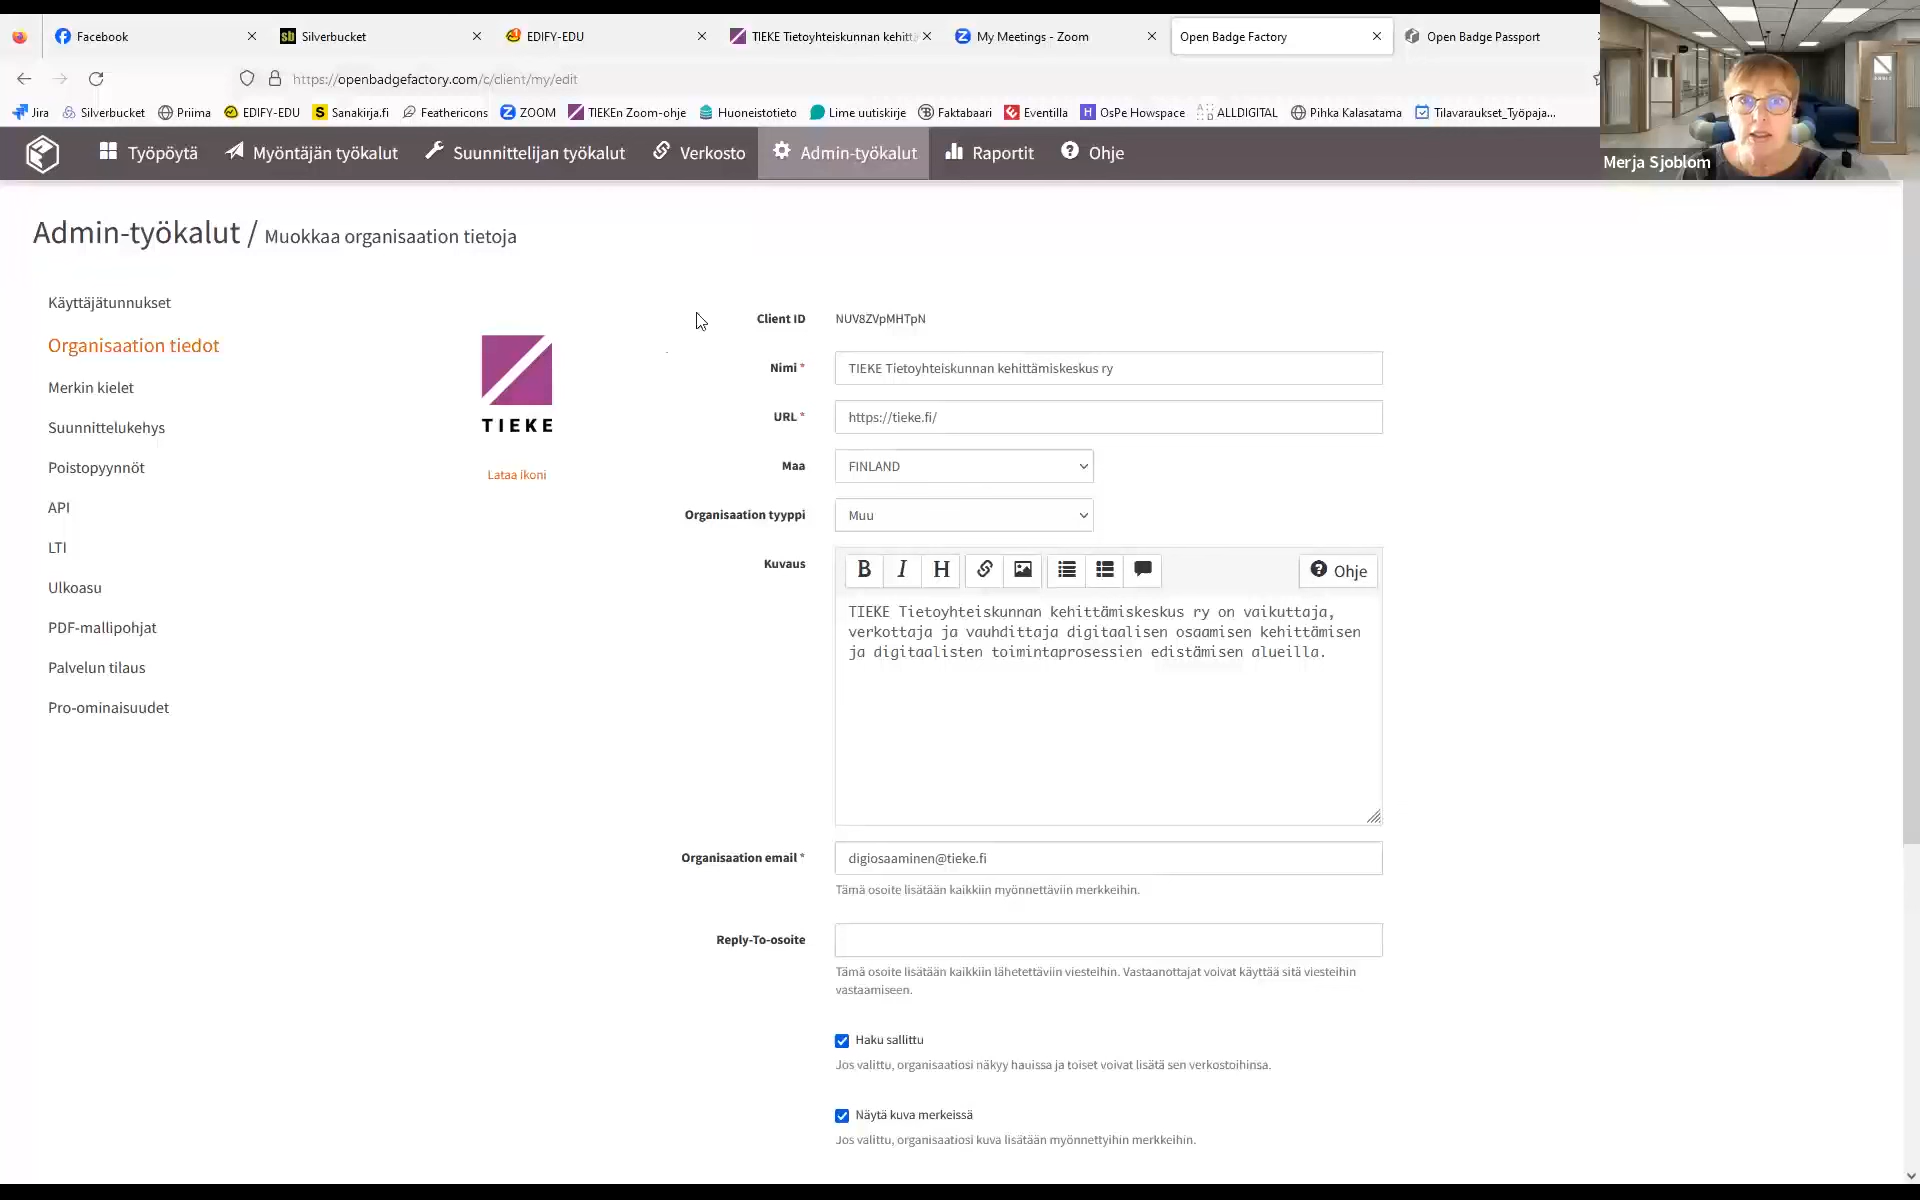 Facebook
Silverbucket
EDIFY-EDU
TIEKE Tietoyhteiskunnan kehitt
My Meetings - Zoom
Open Badge Factory
Open Badge Passport
https://openbadgefactory.com/c/client/my/edit
Jira Silverbucket Priima EDIFY-EDU Sanakirja.fi Feathericons ZOOM TIEKEn Zoom-ohje Huoneistotieto Lime uutiskirje Faktabaari Eventilla OsPe Howspace ALLDIGITAL Pihka Kalasatama Tilavaraukset_Työpaja...
Työpöytä Myöntäjän työkalut Suunnittelijan työkalut Verkosto Admin-työkalut Raportit Ohje
Merja Sjoblom
Admin-työkalut / Muokkaa organisaation tietoja
Käyttäjätunnukset
Organisaation tiedot
Merkin kielet
Suunnittelukehys
Poistopyynnöt
API
LTI
Ulkoasu
PDF-mallipohjat
Palvelun tilaus
Pro-ominaisuudet
TIEKE
Lataa ikoni
Client ID NUV8ZVpMHTpN
Nimi * TIEKE Tietoyhteiskunnan kehittämiskeskus ry
URL * https://tieke.fi/
Maa FINLAND
Organisaation tyyppi Muu
Kuvaus
B I H Ohje
TIEKE Tietoyhteiskunnan kehittämiskeskus ry on vaikuttaja,
verkottaja ja vauhdittaja digitaalisen osaamisen kehittämisen
ja digitaalisten toimintaprosessien edistämisen alueilla.
Organisaation email * digiosaaminen@tieke.fi
Tämä osoite lisätään kaikkiin myönnettäviin merkkeihin.
Reply-To-osoite
Tämä osoite lisätään kaikkiin lähetettäviin viesteihin. Vastaanottajat voivat käyttää sitä viesteihin
vastaamiseen.
Haku sallittu
Jos valittu, organisaatiosi näkyy hauissa ja toiset voivat lisätä sen verkostoihinsa.
Näytä kuva merkeissä
Jos valittu, organisaatiosi kuva lisätään myönnettyihin merkkeihin.